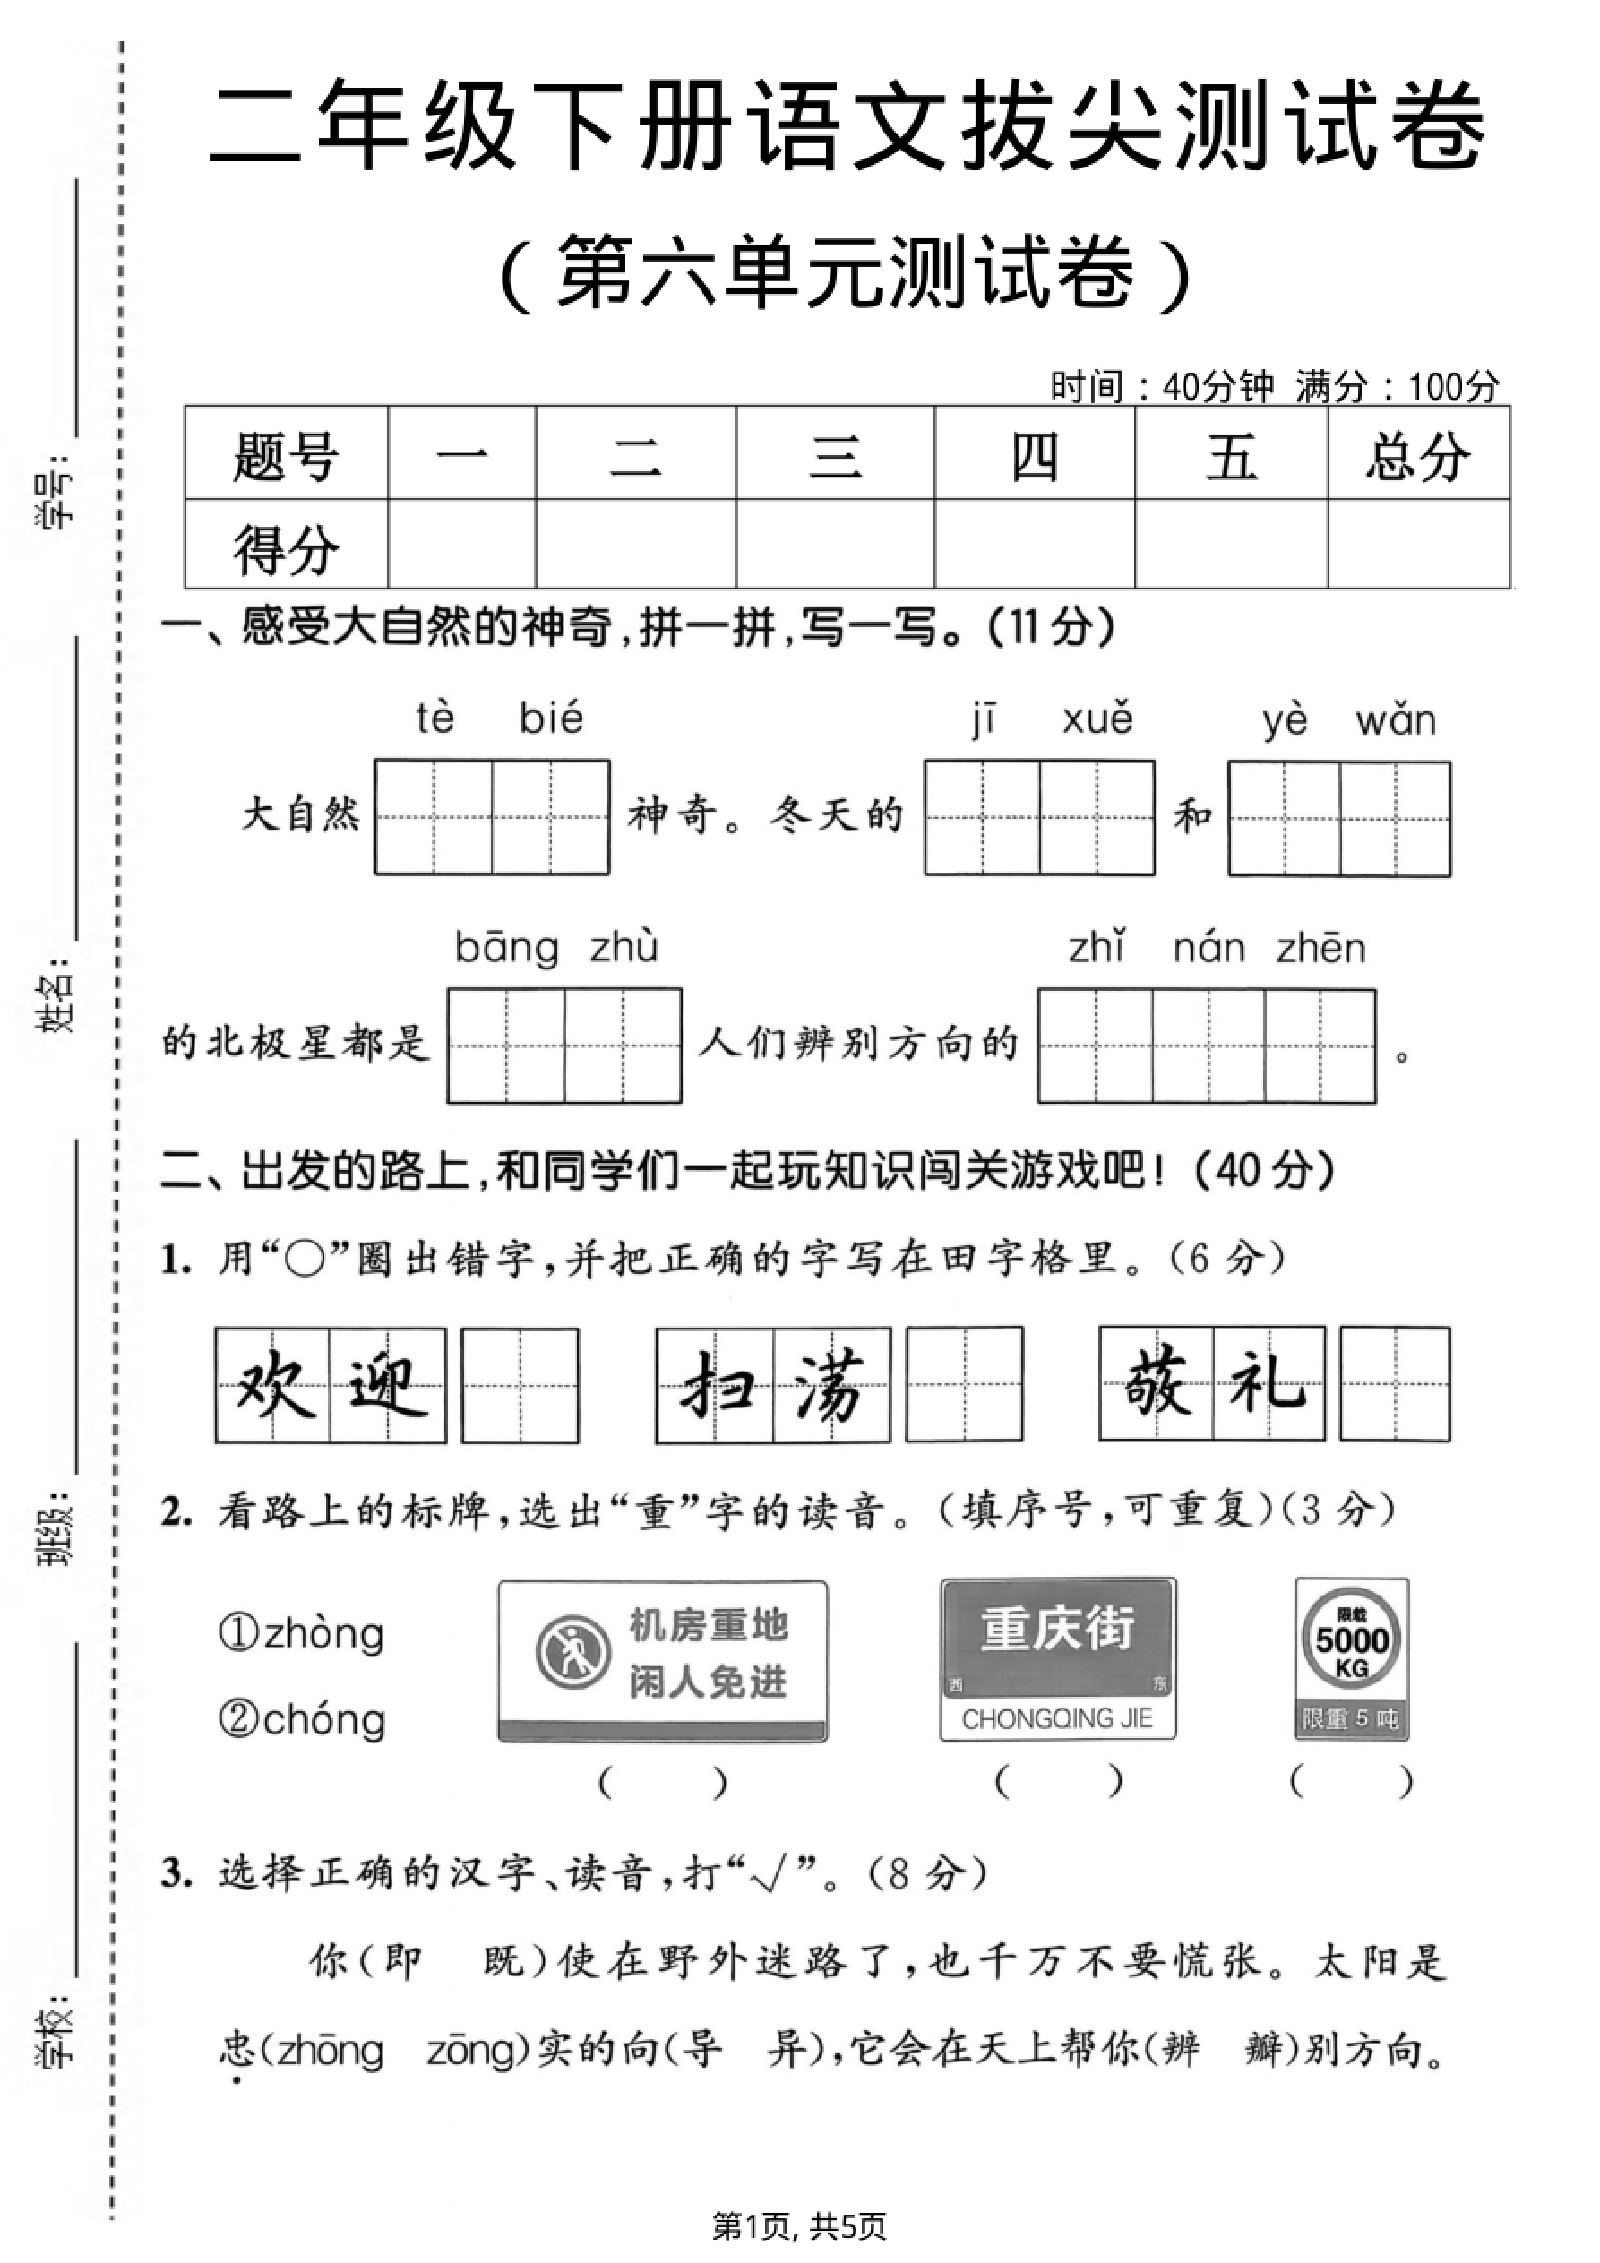 二年级下册语文拔尖测试卷
（第六单元测试卷）
时间：40分钟 满分：100分
题号 一 二 三 四 五 总分
得分
一、感受大自然的神奇,拼一拼,写一写。(11分)
tè bié jī xuě yè wǎn
大自然 神奇。冬天的 和
bāng zhù zhǐ nán zhēn
的北极星都是 人们辨别方向的 。
二、出发的路上,和同学们一起玩知识闯关游戏吧!(40分)
1. 用“○”圈出错字,并把正确的字写在田字格里。(6分)
欢迎 扫荡 敬礼
2. 看路上的标牌,选出“重”字的读音。(填序号,可重复)(3分)
①zhòng
②chóng
机房重地
闲人免进
( )
重庆街
西 东
CHONGQING JIE
( )
限载
5000
KG
限重5吨
( )
3. 选择正确的汉字、读音,打“√”。(8分)
你(即 既)使在野外迷路了,也千万不要慌张。太阳是
忠(zhōng zōng)实的向(导 异),它会在天上帮你(辨 瓣)别方向。
第1页, 共5页
学号:
姓名:
班级:
学校: